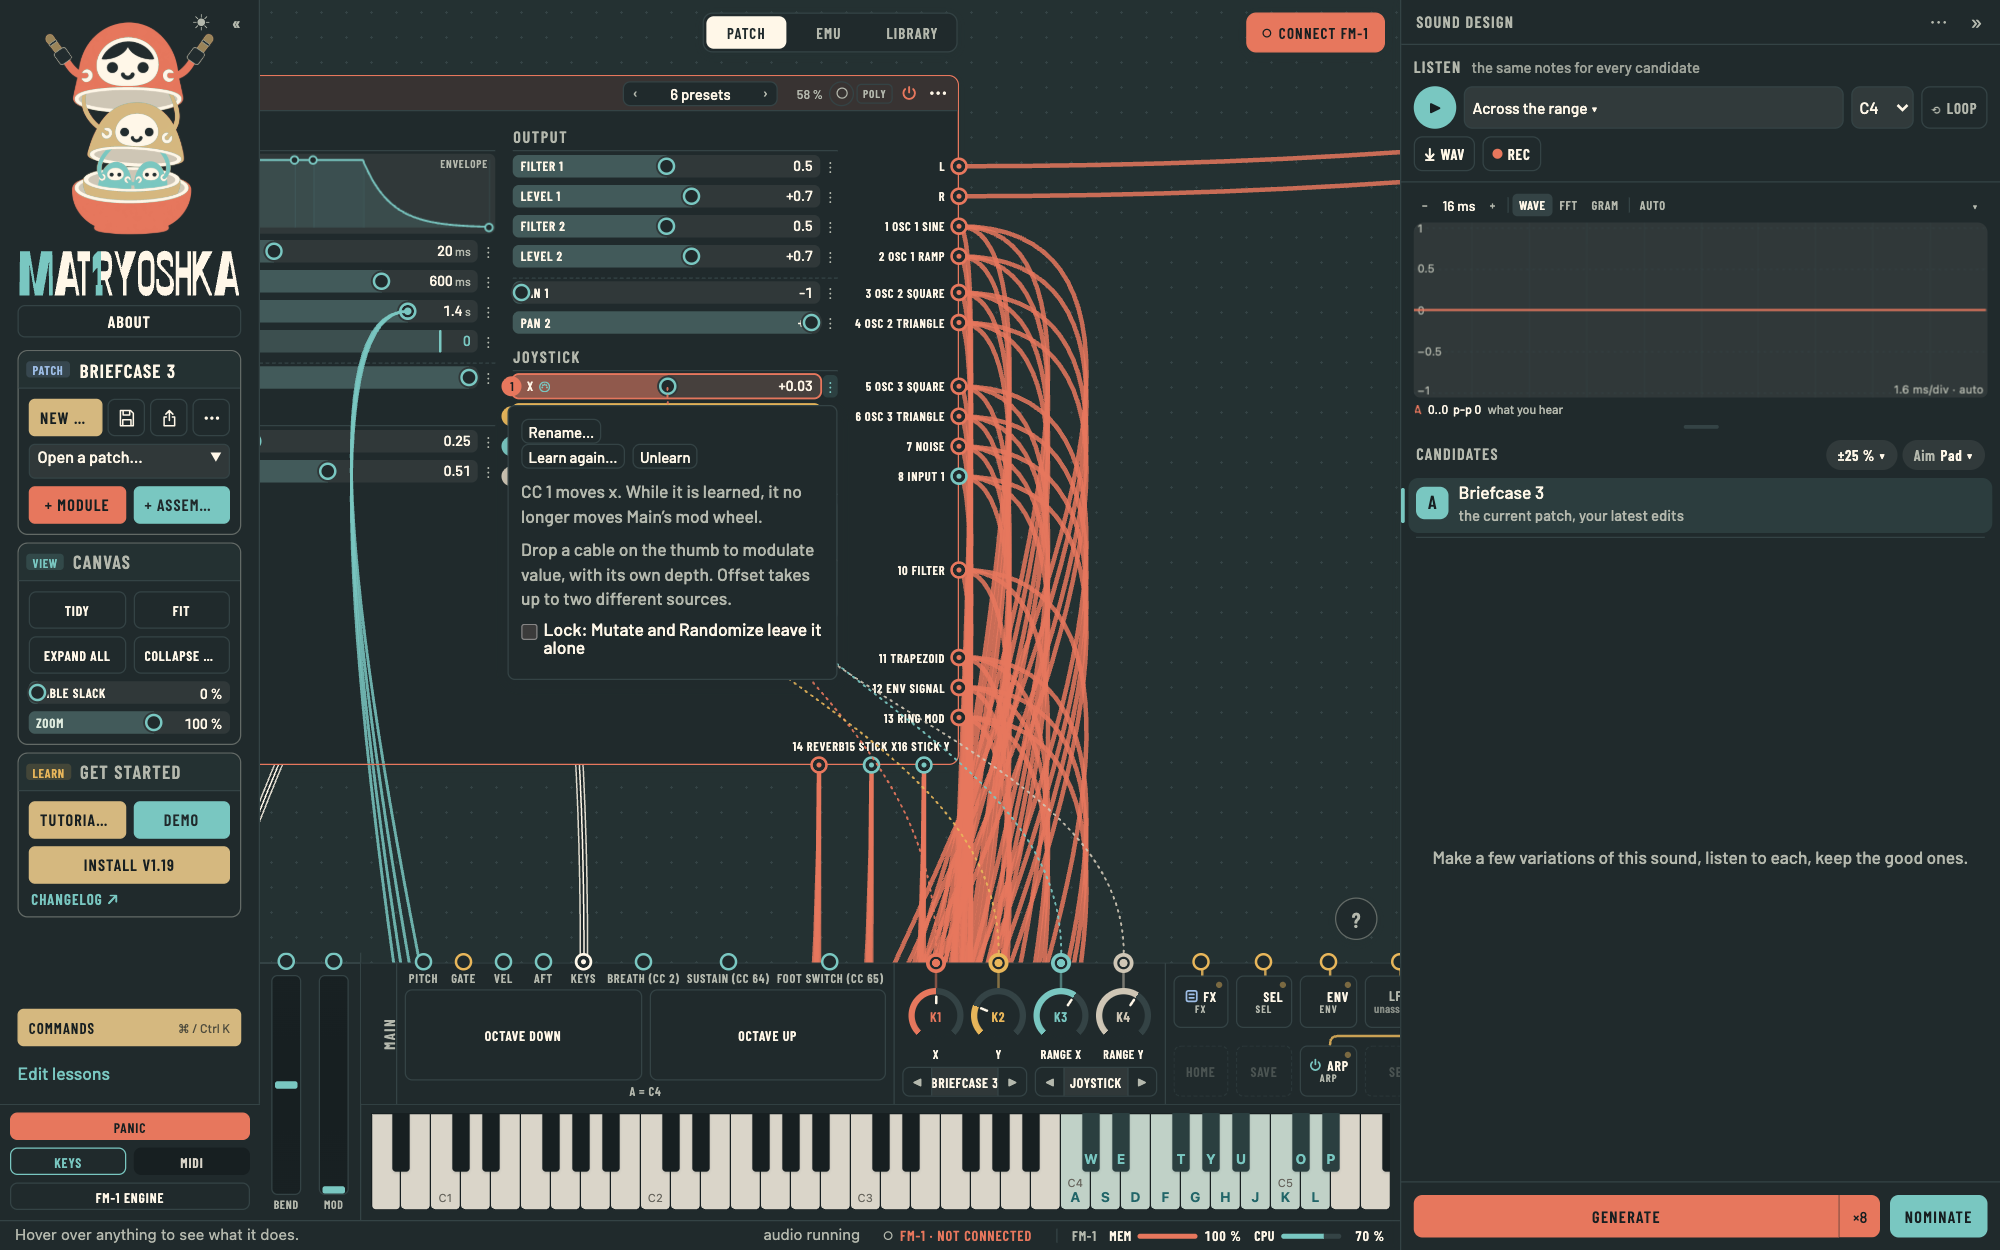 «
MATRYOSHKA
ABOUT
PATCH BRIEFCASE 3
NEW ...
...
Open a patch...
+ MODULE
+ ASSEM...
VIEW CANVAS
TIDY
FIT
EXPAND ALL
COLLAPSE ...
.BLE SLACK 0 %
ZOOM 100 %
LEARN GET STARTED
TUTORIA...
DEMO
INSTALL V1.19
CHANGELOG ↗
COMMANDS ⌘ / Ctrl K
Edit lessons
PANIC
KEYS
MIDI
FM-1 ENGINE
Hover over anything to see what it does.
PATCH
EMU
LIBRARY
CONNECT FM-1
‹ 6 presets ›
58 %
POLY
...
ENVELOPE
20 ms
600 ms
1.4 s
0
0.25
0.51
OUTPUT
FILTER 1 0.5
LEVEL 1 +0.7
FILTER 2 0.5
LEVEL 2 +0.7
.N 1 -1
PAN 2
JOYSTICK
1 X +0.03
Rename...
Learn again...
Unlearn
CC 1 moves x. While it is learned, it no
longer moves Main's mod wheel.
Drop a cable on the thumb to modulate
value, with its own depth. Offset takes
up to two different sources.
Lock: Mutate and Randomize leave it
alone
L
R
1 OSC 1 SINE
2 OSC 1 RAMP
3 OSC 2 SQUARE
4 OSC 2 TRIANGLE
5 OSC 3 SQUARE
6 OSC 3 TRIANGLE
7 NOISE
8 INPUT 1
10 FILTER
11 TRAPEZOID
12 ENV SIGNAL
13 RING MOD
14 REVERB
15 STICK X
16 STICK Y
?
BEND
MOD
MAIN
PITCH
GATE
VEL
AFT
KEYS
BREATH (CC 2)
SUSTAIN (CC 64)
FOOT SWITCH (CC 65)
OCTAVE DOWN
OCTAVE UP
A = C4
K1
K2
K3
K4
X
Y
RANGE X
RANGE Y
◀ BRIEFCASE 3 ▶
◀ JOYSTICK ▶
FX
FX
SEL
SEL
ENV
ENV
LF
unass
HOME
SAVE
ARP
ARP
SE
C1
C2
C3
C4
C5
W E T Y U O P
A S D F G H J K L
audio running
FM-1 · NOT CONNECTED
FM-1 MEM 100 % CPU 70 %
SOUND DESIGN
...
»
LISTEN the same notes for every candidate
Across the range ▾
C4
LOOP
WAV
REC
- 16 ms +
WAVE
FFT
GRAM
AUTO
▾
1
0.5
0
-0.5
-1
1.6 ms/div · auto
A 0..0 p-p 0 what you hear
CANDIDATES
±25 % ▾
Aim Pad ▾
A
Briefcase 3
the current patch, your latest edits
Make a few variations of this sound, listen to each, keep the good ones.
GENERATE
×8
NOMINATE